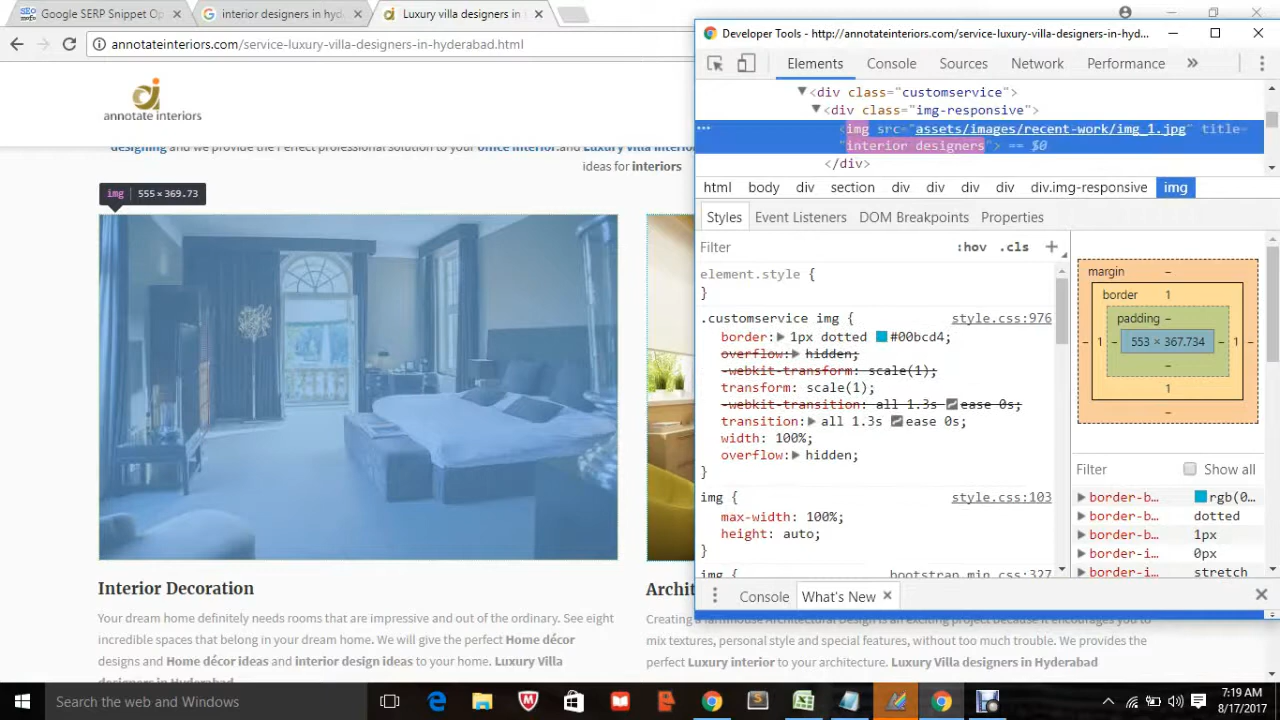 Google SERP Snippet Op
interior designers in hyd
Luxury villa designers in
annotateinteriors.com/service-luxury-villa-designers-in-hyderabad.html
annotate interiors
designing and we provide the Perfect professional solution to your office interior.and Luxury Villa interio
ideas for interiors
img 555 × 369.73
Interior Decoration
Your dream home definitely needs rooms that are impressive and out of the ordinary. See eight
incredible spaces that belong in your dream home. We will give the perfect Home décor
designs and Home décor ideas and interior design ideas to your home. Luxury Villa
designers in Hyderabad
Archi
Creating a farmhouse Architectural Design is an exciting project because it encourages you to
mix textures, personal style and special features, without too much trouble. We provides the
perfect Luxury interior to your architecture. Luxury Villa designers in Hyderabad
Developer Tools - http://annotateinteriors.com/service-luxury-villa-designers-in-hyd...
Elements Console Sources Network Performance »
<div class="customservice">
<div class="img-responsive">
<img src="assets/images/recent-work/img_1.jpg" title=
"interior designers"> == $0
</div>
html body div section div div div div div.img-responsive img
Styles Event Listeners DOM Breakpoints Properties
Filter :hov .cls +
element.style {
}
.customservice img { style.css:976
border: 1px dotted #00bcd4;
overflow: hidden;
-webkit-transform: scale(1);
transform: scale(1);
-webkit-transition: all 1.3s ease 0s;
transition: all 1.3s ease 0s;
width: 100%;
overflow: hidden;
}
img { style.css:103
max-width: 100%;
height: auto;
}
img { bootstrap.min.css:327
margin –
border 1
padding –
– 1 – 553 × 367.734 – 1 –
–
1
–
Filter Show all
border-b... rgb(0...
border-b... dotted
border-b... 1px
border-i... 0px
border-i... stretch
Console What's New ×
Search the web and Windows
7:19 AM
8/17/2017